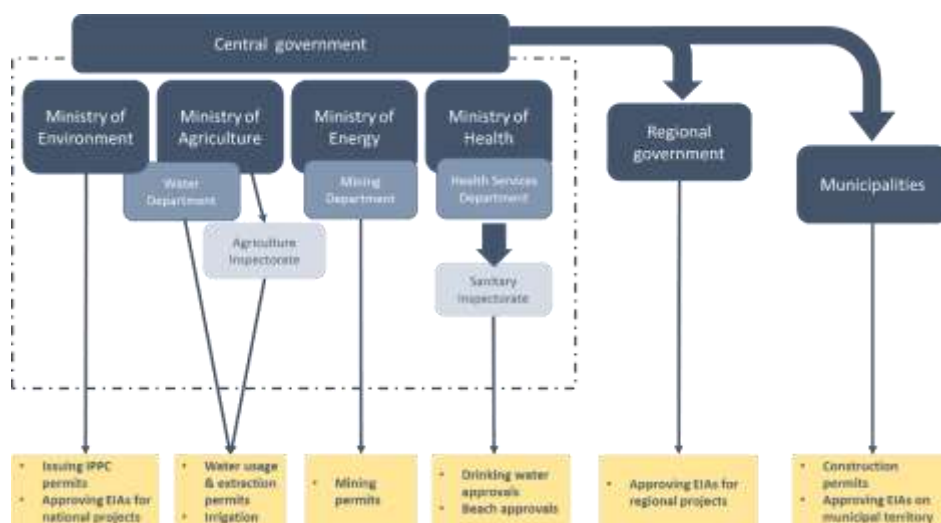 Central government
Ministry of
Environment
Ministry of
Agriculture
Ministry of
Energy
Ministry of
Health
Regional
government
Municipalities
Water
Department
Mining
Department
Health Services
Department
Agriculture
Inspectorate
Sanitary
Inspectorate
• Issuing IPPC
permits
• Approving EIAs for
national projects
• Water usage
& extraction
permits
• Irrigation
• Mining
permits
• Drinking water
approvals
• Beach approvals
• Approving EIAs for
regional projects
• Construction
permits
• Approving EIAs on
municipal territory